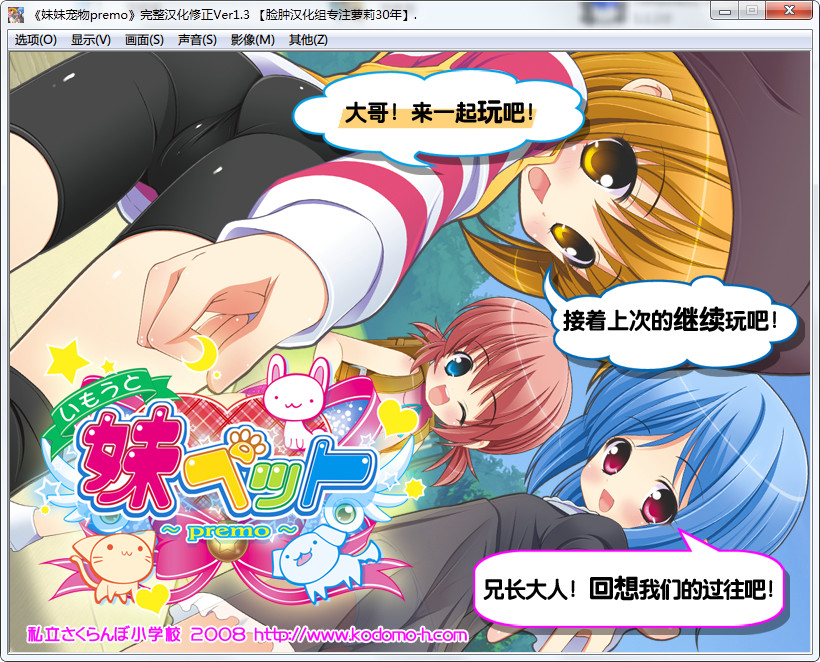 《妹妹宠物premo》完整汉化修正Ver1.3 【脸肿汉化组专注萝莉30年】.
选项(O) 显示(V) 画面(S) 声音(S) 影像(M) 其他(Z)
大哥！来一起玩吧！
接着上次的继续玩吧！
いもうと
妹ペット
～premo～
兄长大人！回想我们的过往吧！
私立さくらんぼ小学校 2008 http://www.kodomo-h.com